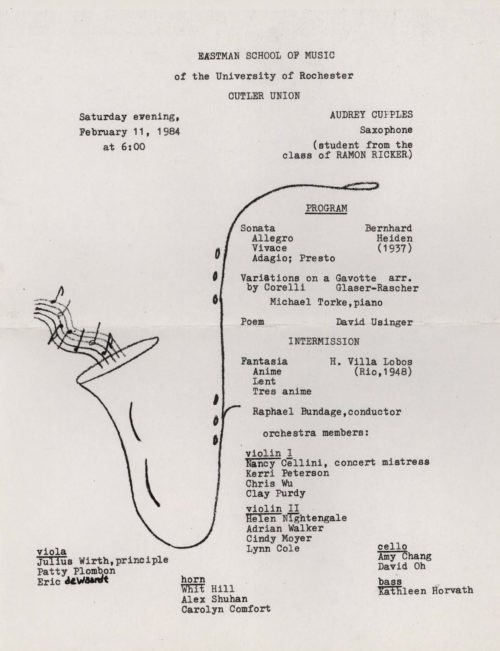 EASTMAN SCHOOL OF MUSIC
of the University of Rochester
CUTLER UNION
Saturday evening,
February 11, 1984
at 6:00
AUDREY CUPPLES
Saxophone
(student from the
class of RAMON RICKER)
PROGRAM
Sonata Bernhard
Allegro Heiden
Vivace (1937)
Adagio; Presto
Variations on a Gavotte arr.
by Corelli Glaser-Rascher
Michael Torke,piano
Poem David Usinger
INTERMISSION
Fantasia H. Villa Lobos
Anime (Rio,1948)
Lent
Tres anime
Raphael Bundage,conductor
orchestra members:
violin I
Nancy Cellini, concert mistress
Kerri Peterson
Chris Wu
Clay Purdy
violin II
Helen Nightengale
Adrian Walker
Cindy Moyer
Lynn Cole
viola
Julius Wirth,principle
Patty Plombon
Eric deWaardt
horn
Whit Hill
Alex Shuhan
Carolyn Comfort
cello
Amy Chang
David Oh
bass
Kathleen Horvath